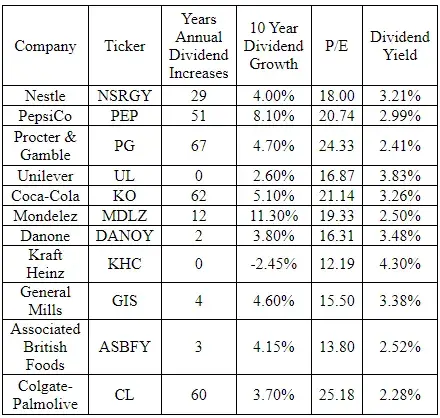 Company Ticker Years Annual Dividend Increases 10 Year Dividend Growth P/E Dividend Yield
Nestle NSRGY 29 4.00% 18.00 3.21%
PepsiCo PEP 51 8.10% 20.74 2.99%
Procter & Gamble PG 67 4.70% 24.33 2.41%
Unilever UL 0 2.60% 16.87 3.83%
Coca-Cola KO 62 5.10% 21.14 3.26%
Mondelez MDLZ 12 11.30% 19.33 2.50%
Danone DANOY 2 3.80% 16.31 3.48%
Kraft Heinz KHC 0 -2.45% 12.19 4.30%
General Mills GIS 4 4.60% 15.50 3.38%
Associated British Foods ASBFY 3 4.15% 13.80 2.52%
Colgate-Palmolive CL 60 3.70% 25.18 2.28%